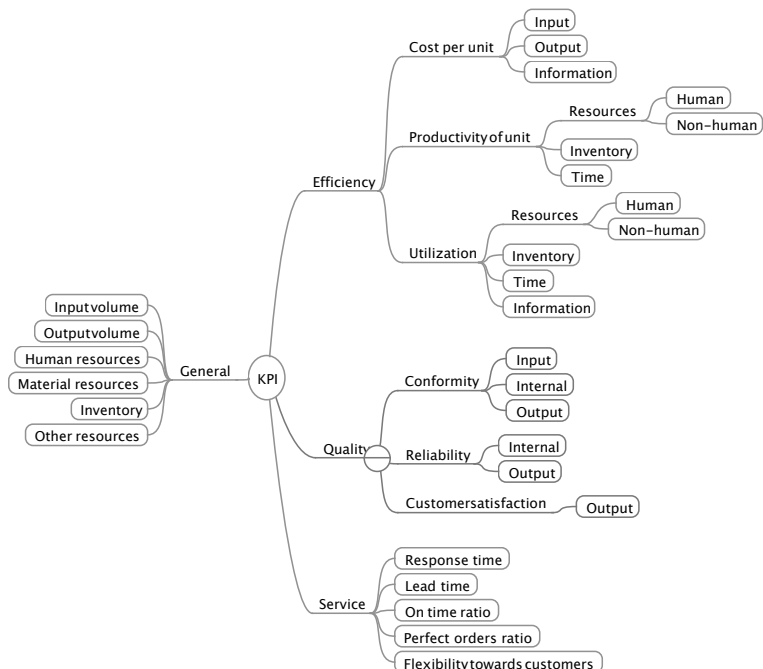 Input
Cost per unit
Output
Information
Human
Resources
Non-human
Productivity of unit
Inventory
Time
Efficiency
Human
Resources
Non-human
Utilization
Inventory
Time
Information
Input volume
Output volume
Human resources
General
Material resources
Inventory
Other resources
KPI
Input
Conformity
Internal
Output
Quality
Internal
Reliability
Output
Customersatisfaction
Output
Response time
Lead time
Service
On time ratio
Perfect orders ratio
Flexibility towards customers